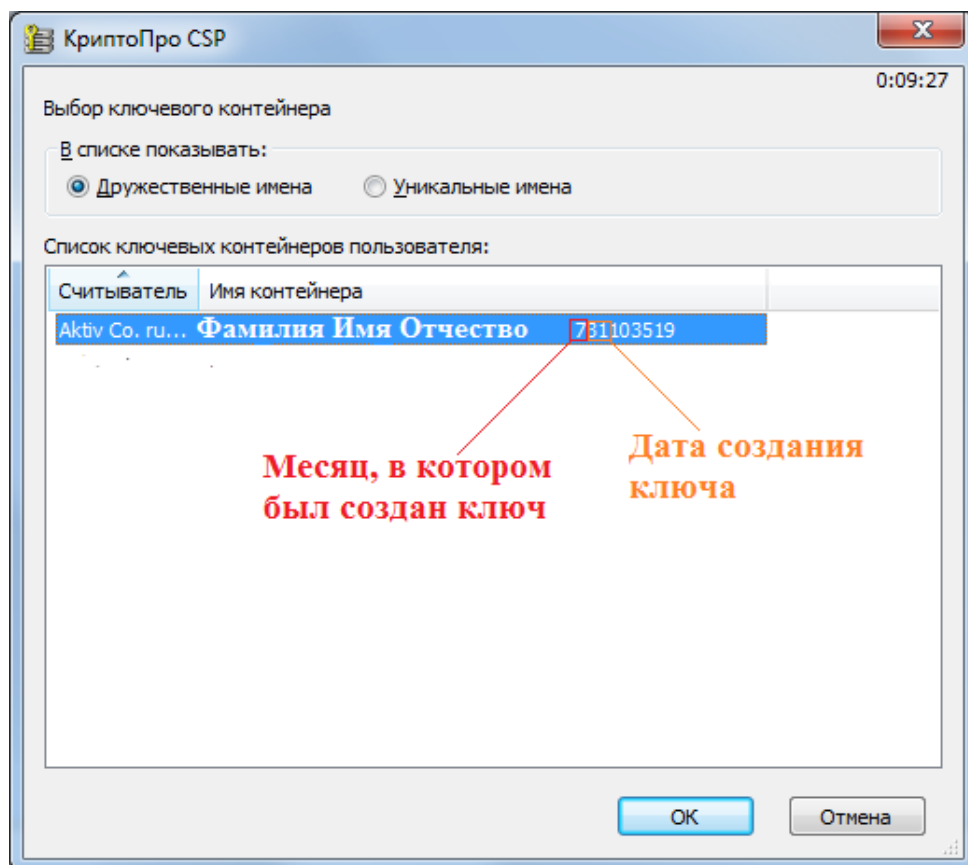 КриптоПро CSP
0:09:27
Выбор ключевого контейнера
В списке показывать:
Дружественные имена Уникальные имена
Список ключевых контейнеров пользователя:
Считыватель Имя контейнера
Aktiv Co. ru... Фамилия Имя Отчество 731103519
Месяц, в котором
был создан ключ
Дата создания
ключа
ОК Отмена